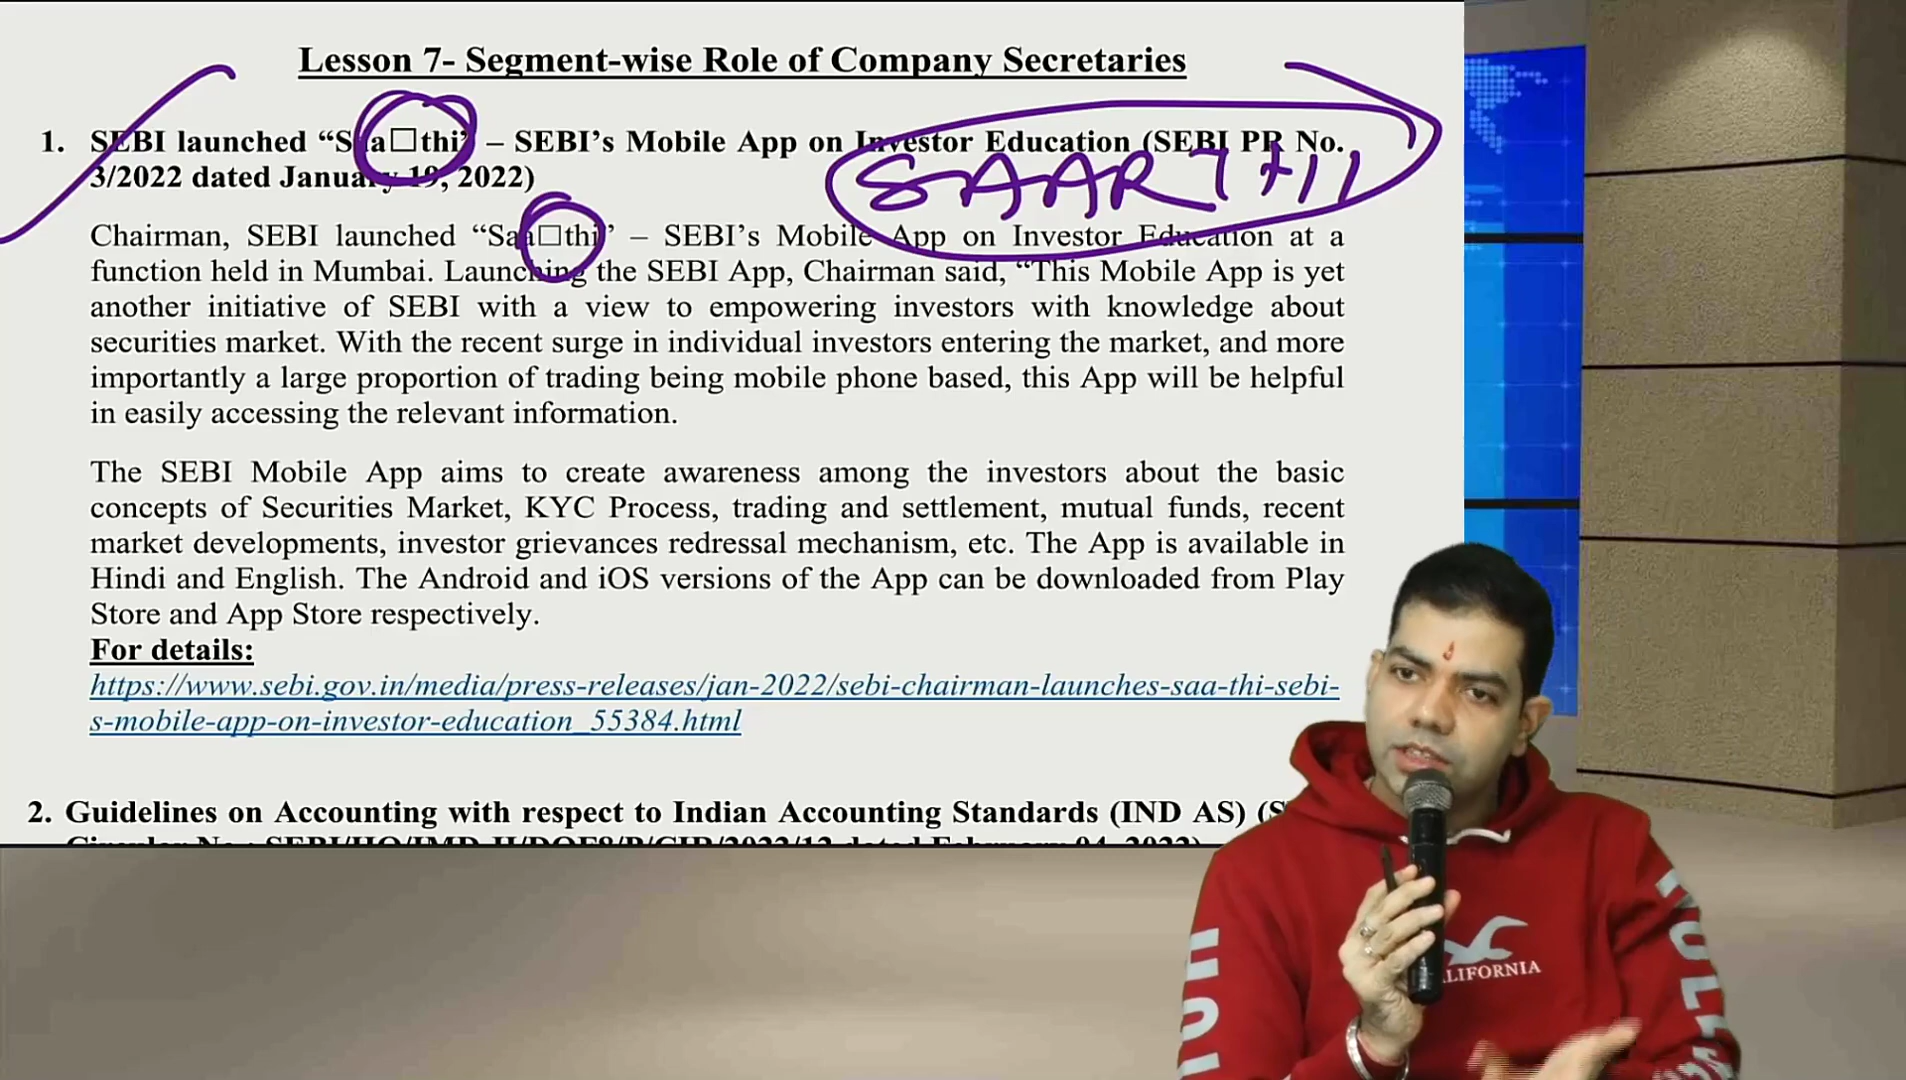 Lesson 7- Segment-wise Role of Company Secretaries
1. SEBI launched “Saa□thi” – SEBI’s Mobile App on Investor Education (SEBI PR No.
3/2022 dated January 19, 2022)
SAARTHI
Chairman, SEBI launched “Saa□thi” – SEBI’s Mobile App on Investor Education at a
function held in Mumbai. Launching the SEBI App, Chairman said, “This Mobile App is yet
another initiative of SEBI with a view to empowering investors with knowledge about
securities market. With the recent surge in individual investors entering the market, and more
importantly a large proportion of trading being mobile phone based, this App will be helpful
in easily accessing the relevant information.
The SEBI Mobile App aims to create awareness among the investors about the basic
concepts of Securities Market, KYC Process, trading and settlement, mutual funds, recent
market developments, investor grievances redressal mechanism, etc. The App is available in
Hindi and English. The Android and iOS versions of the App can be downloaded from Play
Store and App Store respectively.
For details:
https://www.sebi.gov.in/media/press-releases/jan-2022/sebi-chairman-launches-saa-thi-sebi-
s-mobile-app-on-investor-education_55384.html
2. Guidelines on Accounting with respect to Indian Accounting Standards (IND AS)